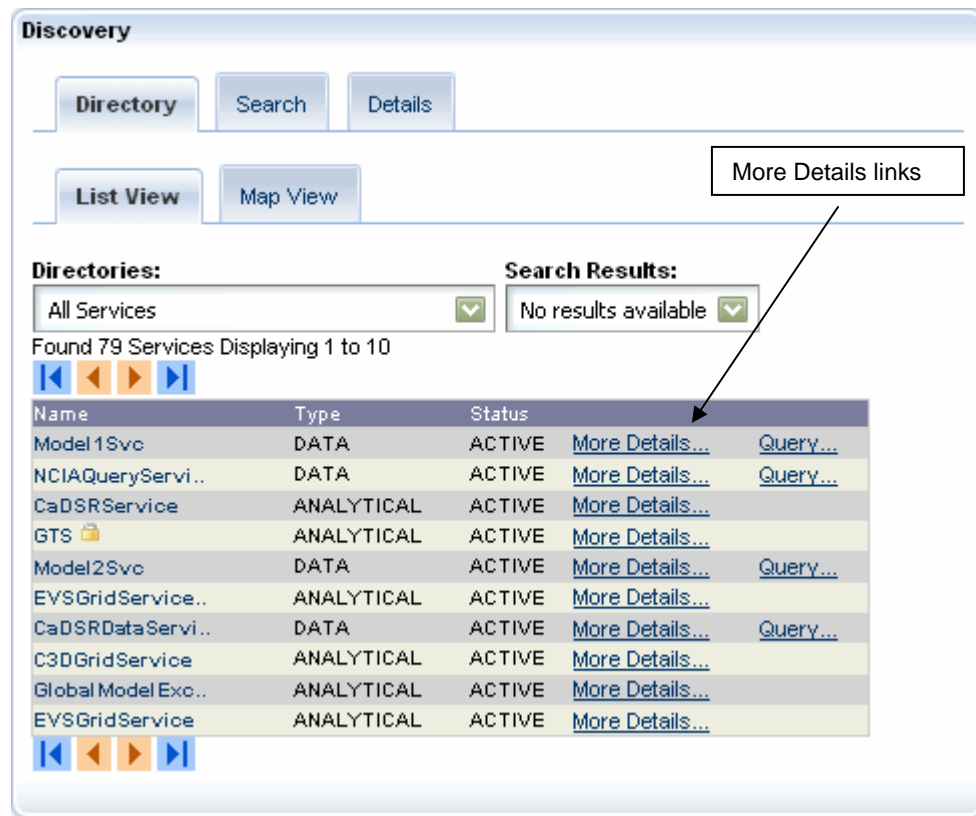 Discovery
Directory Search Details
More Details links
List View Map View
Directories: Search Results:
All Services No results available
Found 79 Services Displaying 1 to 10
Name Type Status
Model1Svc DATA ACTIVE More Details... Query...
NCIAQueryServi.. DATA ACTIVE More Details... Query...
CaDSRService ANALYTICAL ACTIVE More Details...
GTS ANALYTICAL ACTIVE More Details...
Model2Svc DATA ACTIVE More Details... Query...
EVSGridService.. ANALYTICAL ACTIVE More Details...
CaDSRDataServi.. DATA ACTIVE More Details... Query...
C3DGridService ANALYTICAL ACTIVE More Details...
Global Model Exc.. ANALYTICAL ACTIVE More Details...
EVSGridService ANALYTICAL ACTIVE More Details...